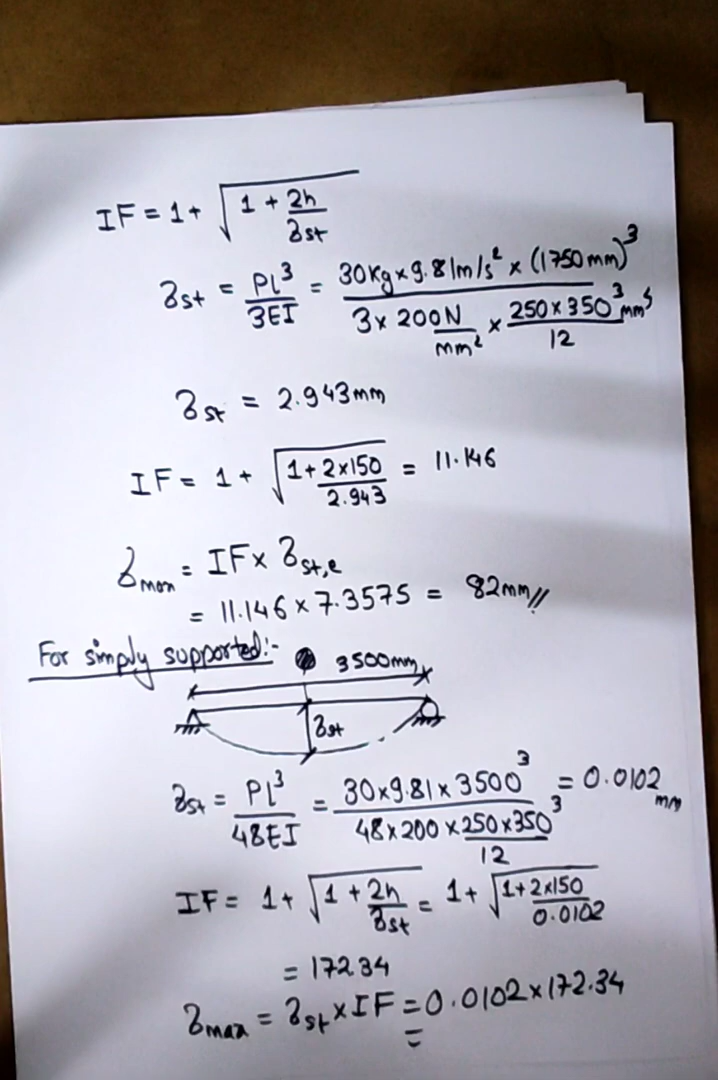 IF = 1 + √(1 + 2h/δst)
δst = Pl³/3EI = 30Kg × 9.81m/s² × (1750mm)³ / 3 × 200N/mm² × 250 × 350³/12 mm⁵
δst = 2.943mm
IF = 1 + √(1 + 2×150/2.943) = 11.146
δmon = IF × δst,e
= 11.146 × 7.3575 = 82mm//
For simply supported:-
3500mm
δst
δst = Pl³/48EI = 30×9.81×3500³ / 48×200×250×350³/12 = 0.0102 mm
IF = 1 + √(1 + 2h/δst) = 1 + √(1 + 2×150/0.0102)
= 172.34
δmax = δst × IF = 0.0102 × 172.34
=